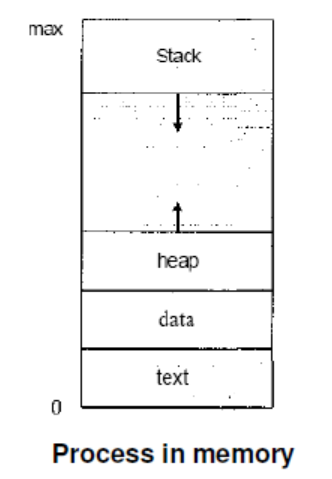 max
Stack
heap
data
text
0
Process in memory